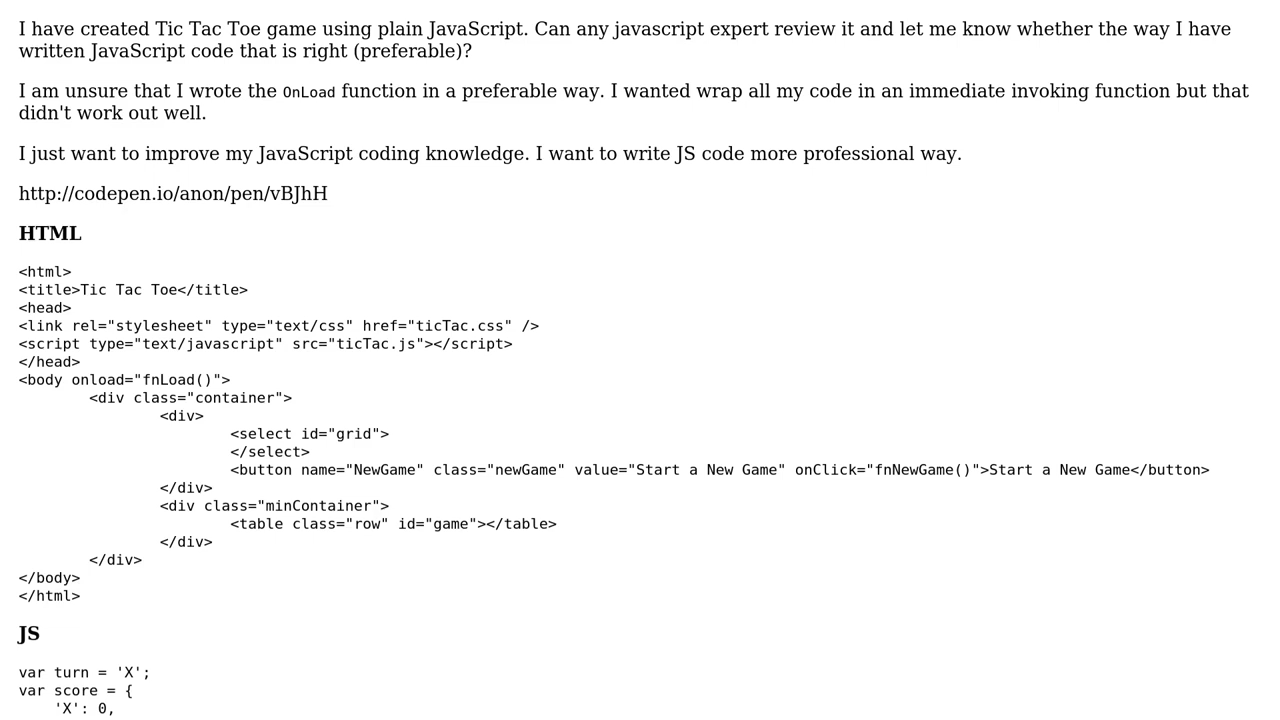 I have created Tic Tac Toe game using plain JavaScript. Can any javascript expert review it and let me know whether the way I have
written JavaScript code that is right (preferable)?
I am unsure that I wrote the OnLoad function in a preferable way. I wanted wrap all my code in an immediate invoking function but that
didn't work out well.
I just want to improve my JavaScript coding knowledge. I want to write JS code more professional way.
http://codepen.io/anon/pen/vBJhH
HTML
<html>
<title>Tic Tac Toe</title>
<head>
<link rel="stylesheet" type="text/css" href="ticTac.css" />
<script type="text/javascript" src="ticTac.js"></script>
</head>
<body onload="fnLoad()">
        <div class="container">
                <div>
                        <select id="grid">
                        </select>
                        <button name="NewGame" class="newGame" value="Start a New Game" onClick="fnNewGame()">Start a New Game</button>
                </div>
                <div class="minContainer">
                        <table class="row" id="game"></table>
                </div>
        </div>
</body>
</html>
JS
var turn = 'X';
var score = {
    'X': 0,